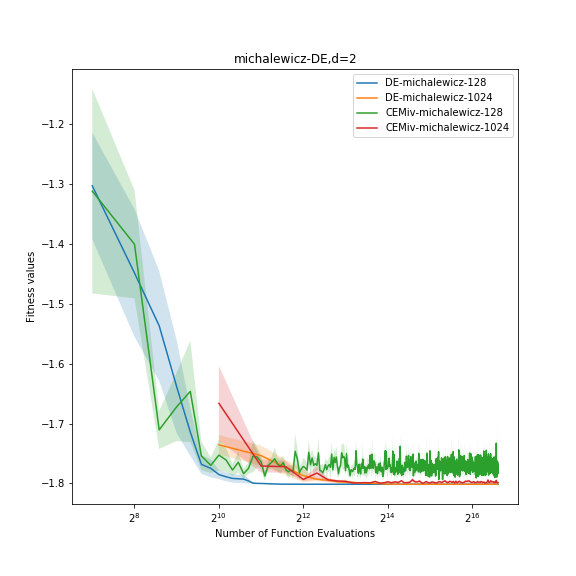 michalewicz-DE,d=2
DE-michalewicz-128
DE-michalewicz-1024
CEMiv-michalewicz-128
CEMiv-michalewicz-1024
Fitness values
−1.2
−1.3
−1.4
−1.5
−1.6
−1.7
−1.8
2^8 2^10 2^12 2^14 2^16
Number of Function Evaluations